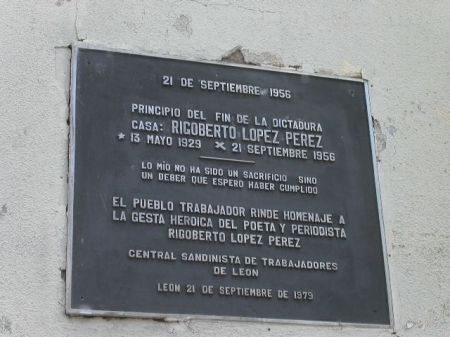 21 DE SEPTIEMBRE 1956
PRINCIPIO DEL FIN DE LA DICTADURA
CASA: RIGOBERTO LOPEZ PEREZ
* 13 MAYO 1929 × 21 SEPTIEMBRE 1956
LO MÍO NO HA SIDO UN SACRIFICIO SINO
UN DEBER QUE ESPERO HABER CUMPLIDO
EL PUEBLO TRABAJADOR RINDE HOMENAJE A
LA GESTA HEROICA DEL POETA Y PERIODISTA
RIGOBERTO LOPEZ PEREZ
CENTRAL SANDINISTA DE TRABAJADORES
DE LEON
LEON 21 DE SEPTIEMBRE DE 1979